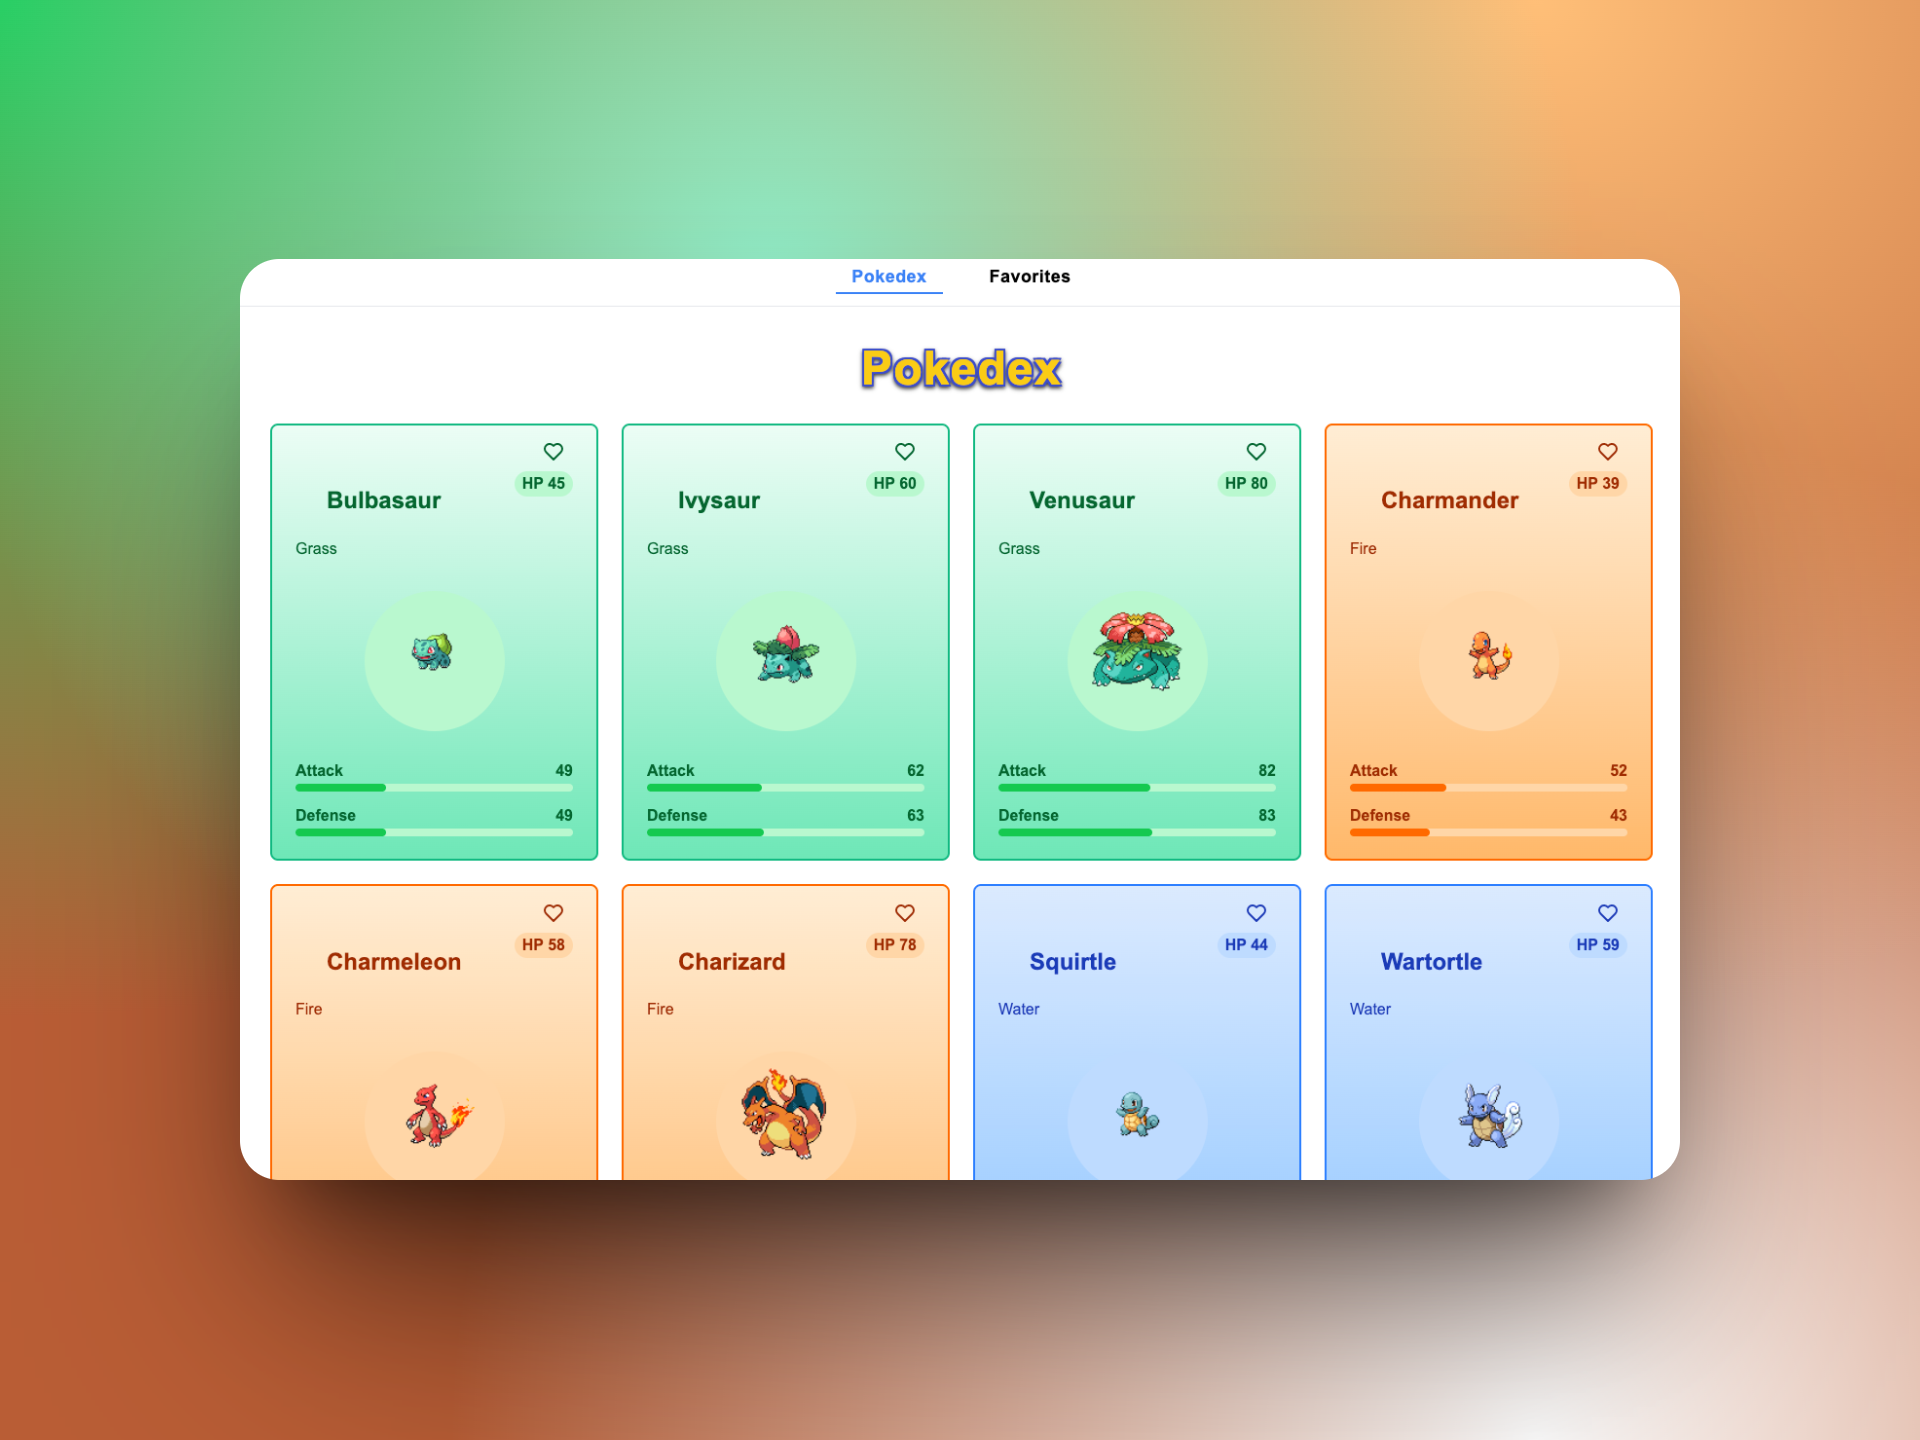 Pokedex Favorites
Pokedex
HP 45
Bulbasaur
Grass
Attack 49
Defense 49
HP 60
Ivysaur
Grass
Attack 62
Defense 63
HP 80
Venusaur
Grass
Attack 82
Defense 83
HP 39
Charmander
Fire
Attack 52
Defense 43
HP 58
Charmeleon
Fire
HP 78
Charizard
Fire
HP 44
Squirtle
Water
HP 59
Wartortle
Water